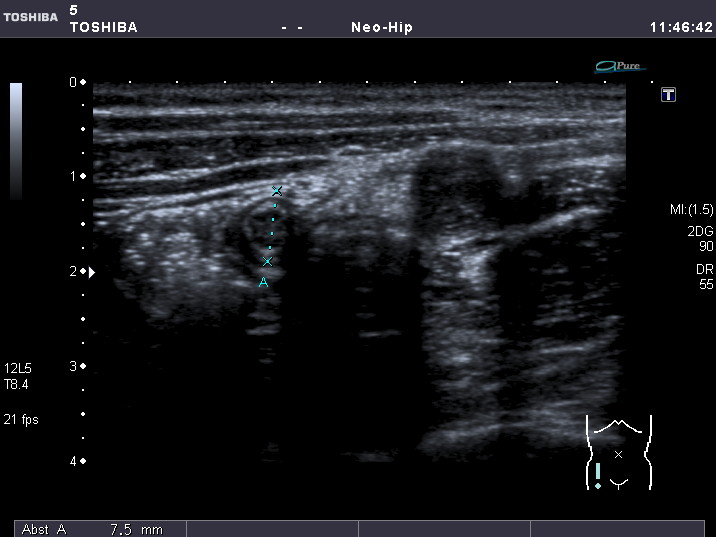 TOSHIBA
5
TOSHIBA - - Neo-Hip 11:46:42
aPure
T
0
1
2
3
4
A
MI:(1.5)
2DG
90
DR
55
12L5
T8.4
21 fps
Abst A 7.5 mm